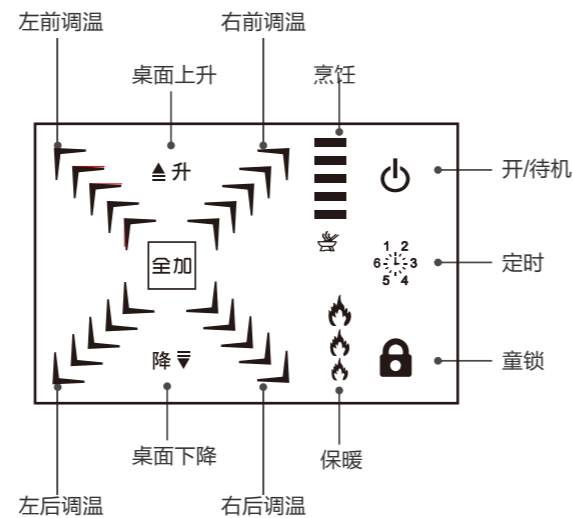 左前调温
右前调温
桌面上升
烹饪
升
开/待机
全加
1 2
6 3
5 4
定时
降
童锁
桌面下降
保暖
左后调温
右后调温